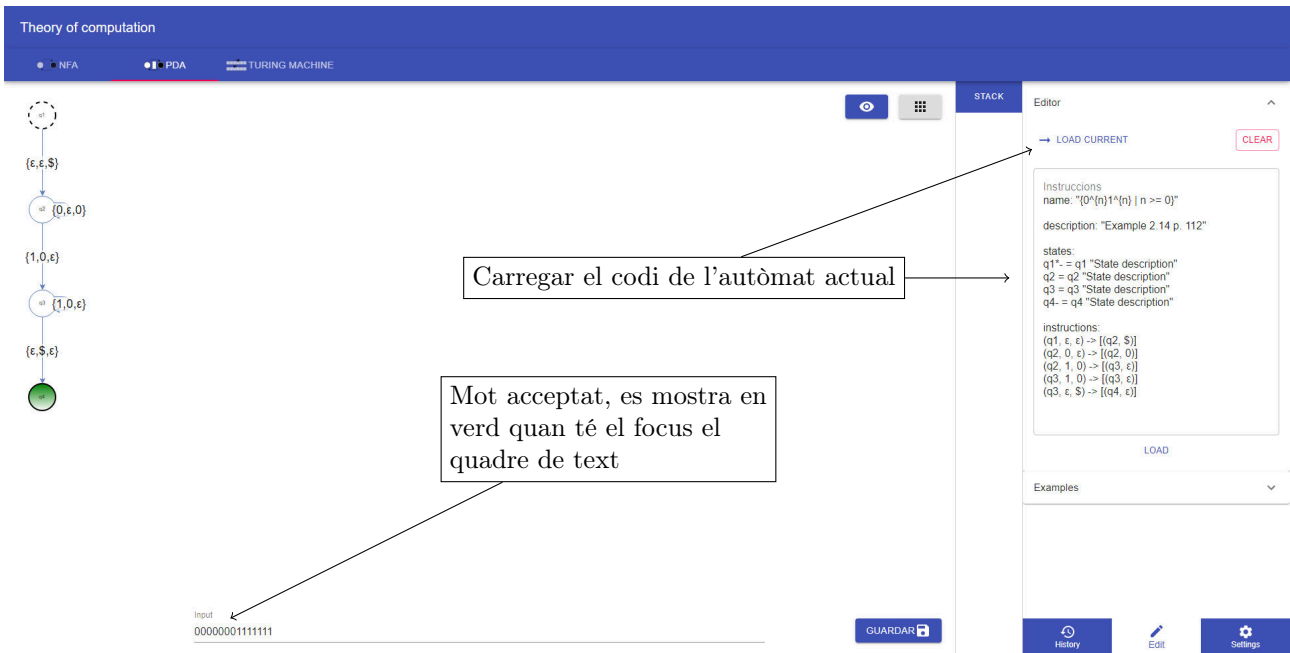 Theory of computation
NFA
PDA
TURING MACHINE
q1
{ε,ε,$}
q2
{0,ε,0}
{1,0,ε}
q3
{1,0,ε}
{ε,$,ε}
q4
STACK
Editor
LOAD CURRENT
CLEAR
Instruccions
name: "{0^{n}1^{n} | n >= 0}"
description: "Example 2.14 p. 112"
states:
q1*- = q1 "State description"
q2 = q2 "State description"
q3 = q3 "State description"
q4- = q4 "State description"
instructions:
(q1, ε, ε) -> [(q2, $)]
(q2, 0, ε) -> [(q2, 0)]
(q2, 1, 0) -> [(q3, ε)]
(q3, 1, 0) -> [(q3, ε)]
(q3, ε, $) -> [(q4, ε)]
LOAD
Examples
Carregar el codi de l'autòmat actual
Mot acceptat, es mostra en
verd quan té el focus el
quadre de text
Input
00000001111111
GUARDAR
History
Edit
Settings